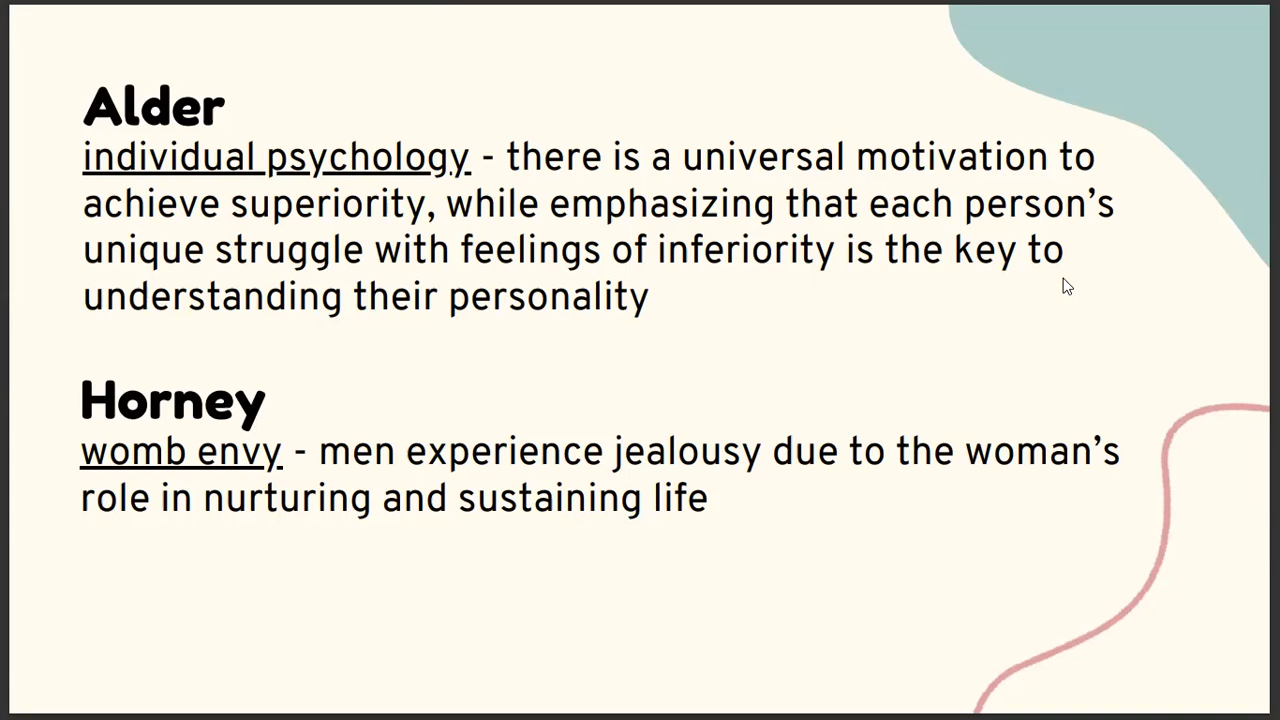 Alder
individual psychology - there is a universal motivation to
achieve superiority, while emphasizing that each person’s
unique struggle with feelings of inferiority is the key to
understanding their personality
Horney
womb envy - men experience jealousy due to the woman’s
role in nurturing and sustaining life